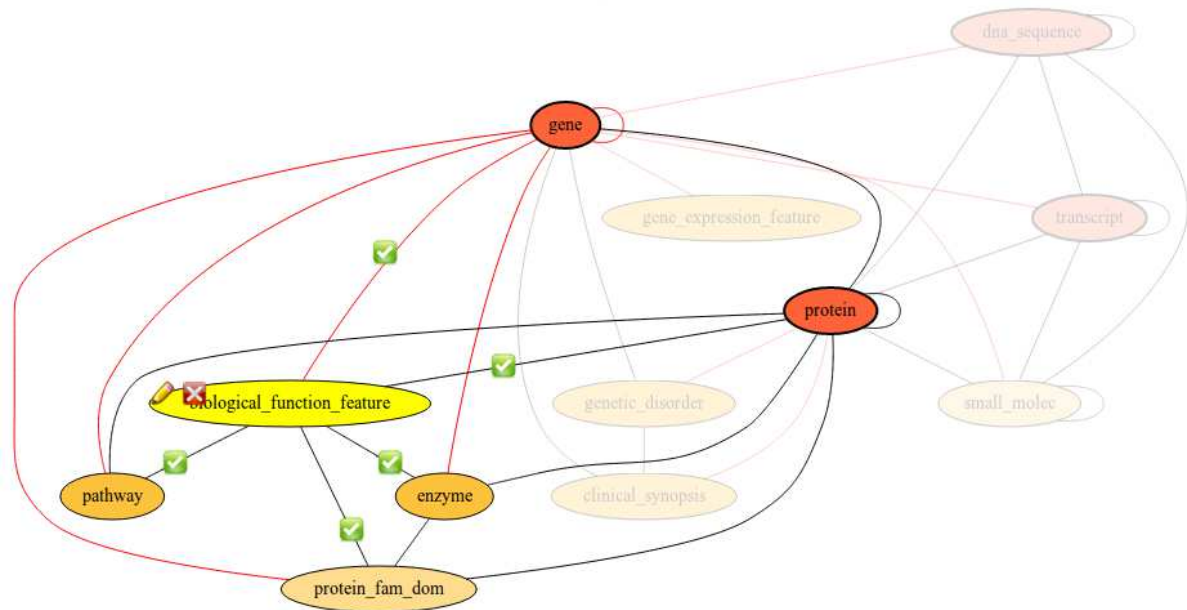 dna_sequence
gene
gene_expression_feature
transcript
protein
biological_function_feature
genetic_disorder
small_molec
pathway
enzyme
clinical_synopsis
protein_fam_dom